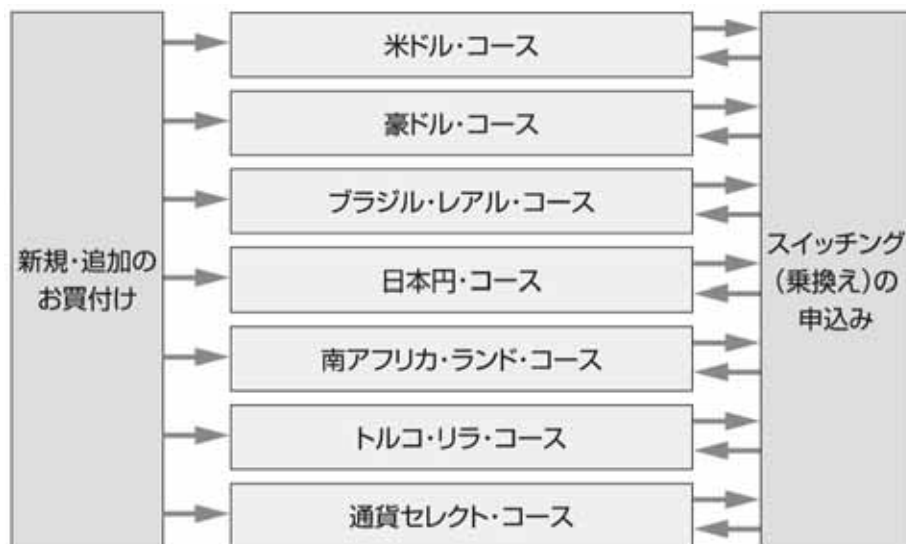 新規・追加の
お買付け
米ドル・コース
豪ドル・コース
ブラジル・レアル・コース
日本円・コース
南アフリカ・ランド・コース
トルコ・リラ・コース
通貨セレクト・コース
スイッチング
（乗換え）の
申込み